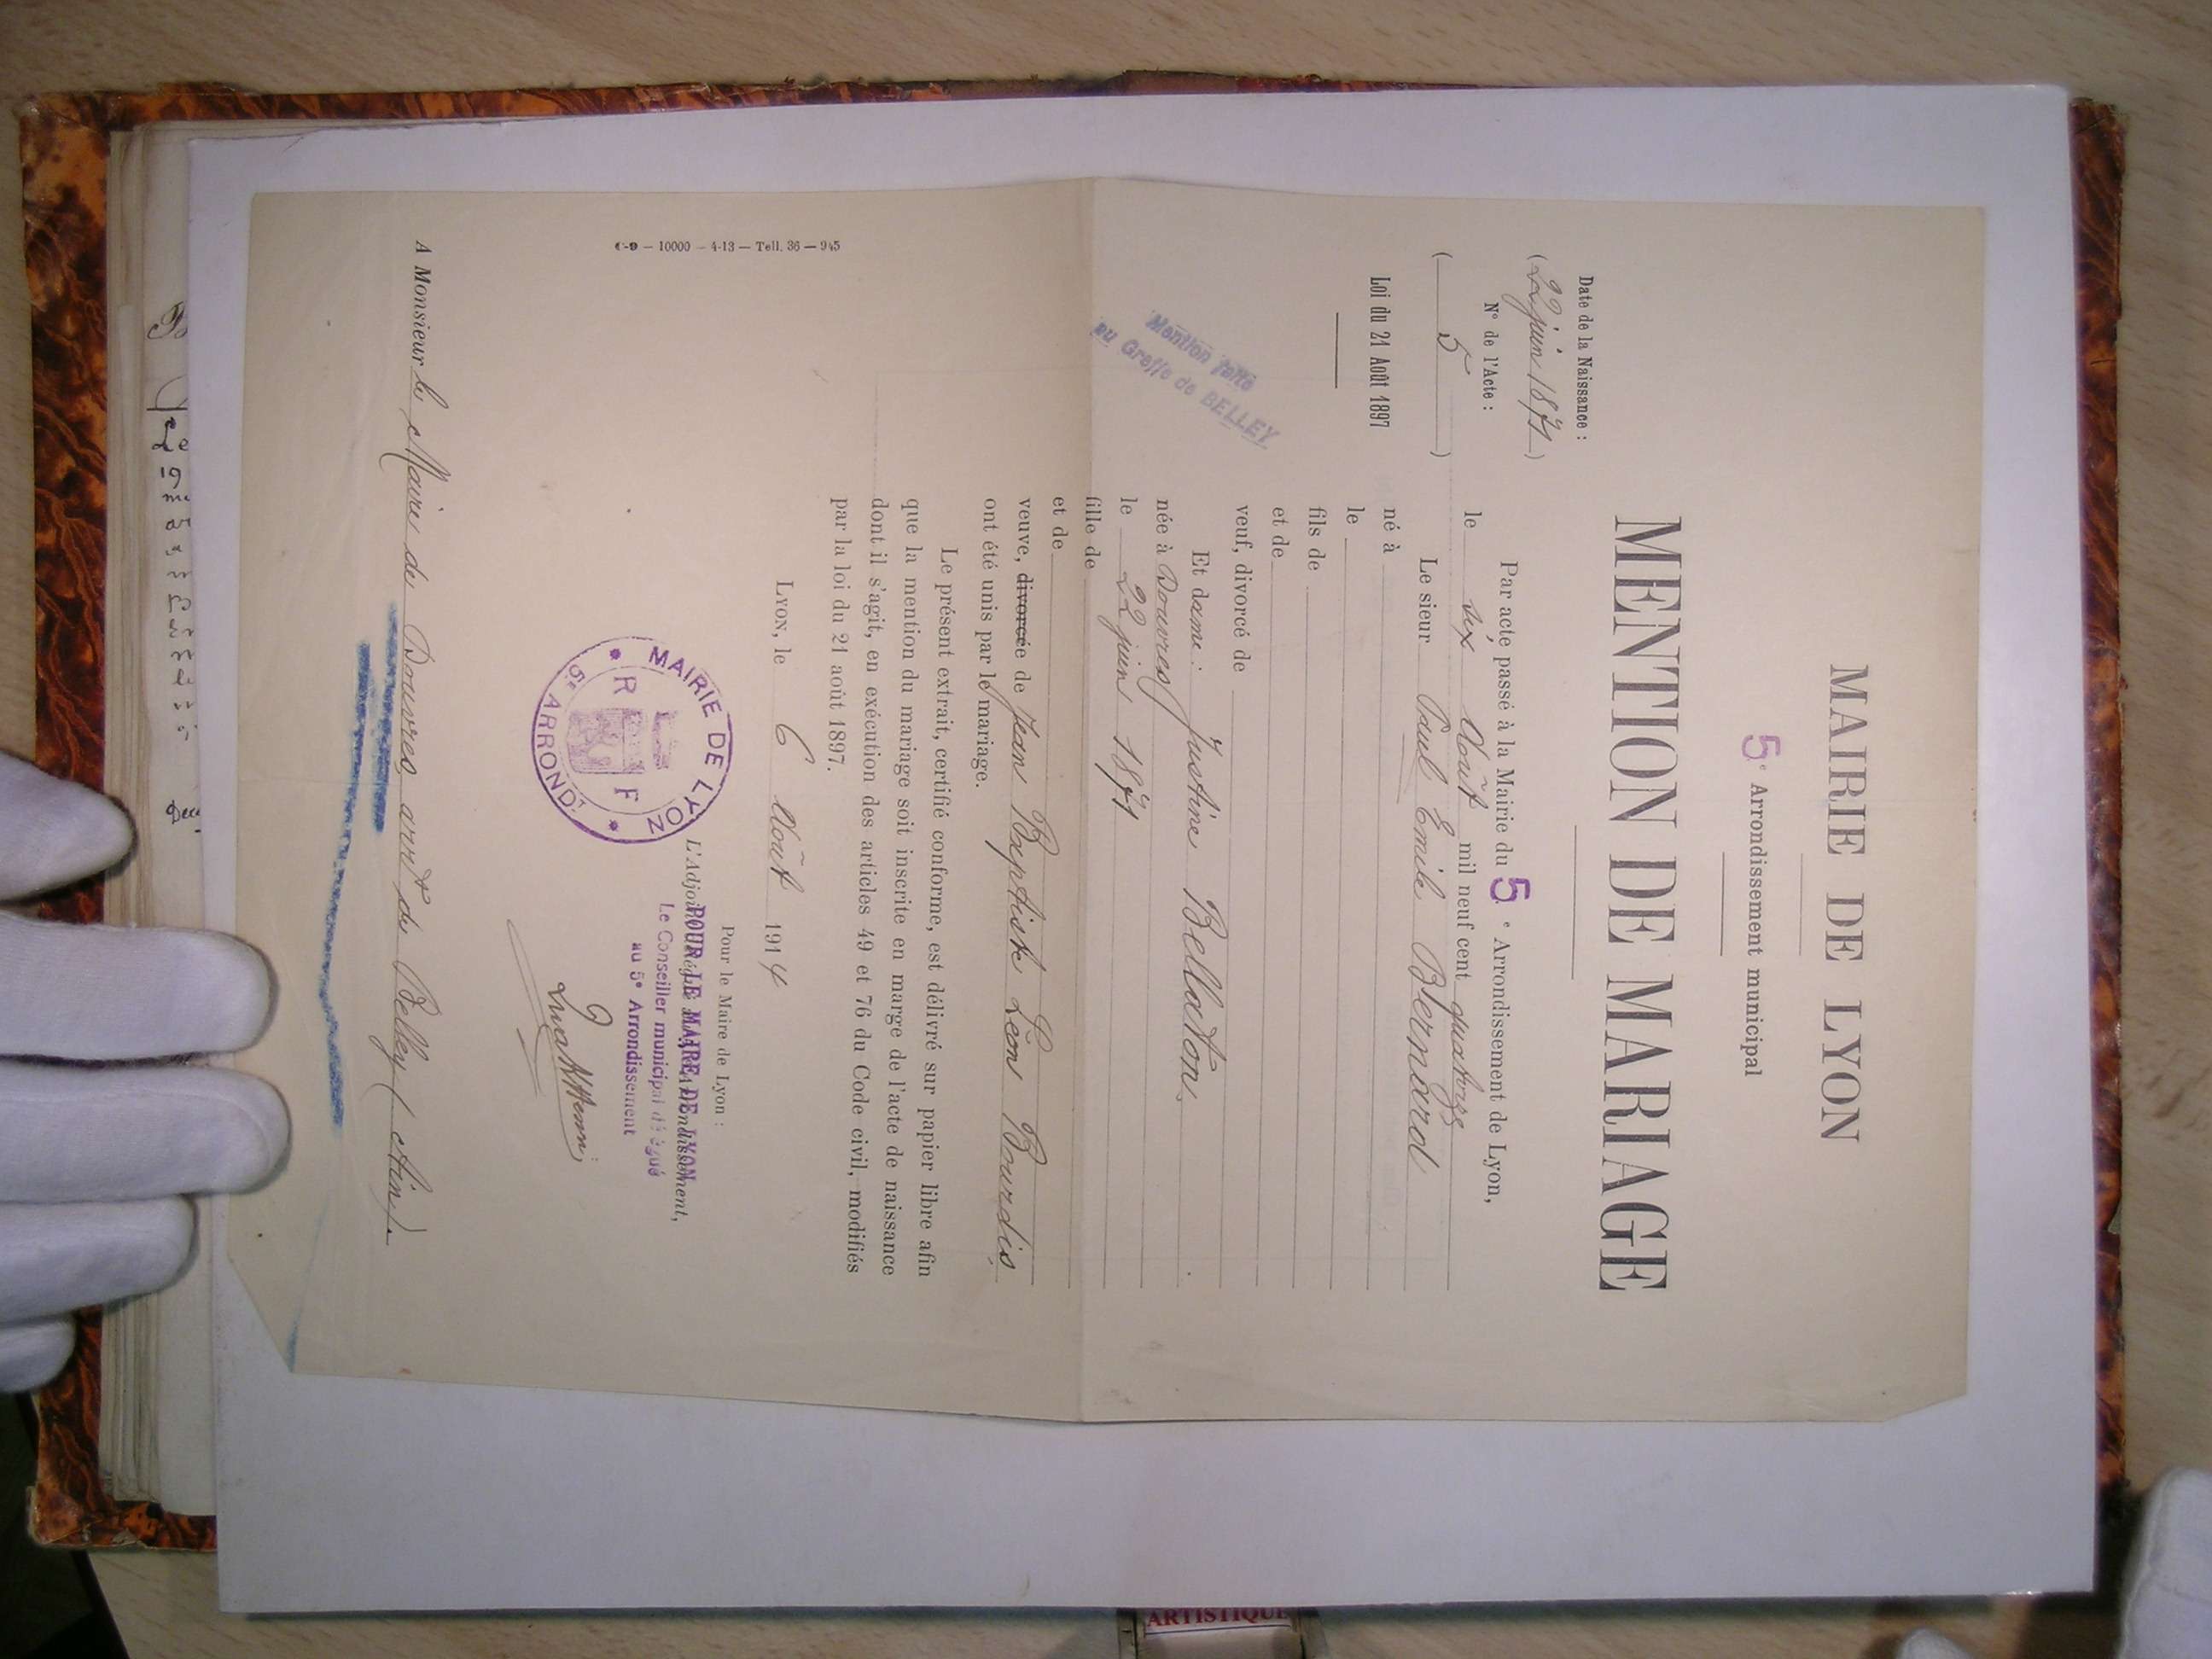 MAIRIE DE LYON
5e Arrondissement municipal
MENTION DE MARIAGE
Date de la Naissance :
(22 juin 1871)
N° de l'Acte :
( 5 )
Loi du 21 Août 1897
Mention faite
au Greffe de BELLEY
Par acte passé à la Mairie du 5e Arrondissement de Lyon,
le six Août mil neuf cent quatorze
Le sieur Paul Emile Bernard
né à
le
fils de
et de
veuf, divorcé de
Et dame : Justine Bellaton
née à Douvres
le 22 juin 1871
fille de
et de
veuve, divorcée de Jean Baptiste Léon Bourdis
ont été unis par le mariage.
Le présent extrait, certifié conforme, est délivré sur papier libre afin
que la mention du mariage soit inscrite en marge de l'acte de naissance
dont il s'agit, en exécution des articles 49 et 76 du Code civil, modifiés
par la loi du 21 août 1897.
LYON, le 6 Août 1914
Pour le Maire de Lyon :
POUR LE MAIRE DE LYON
Le Conseiller municipal délégué
au 5e Arrondissement
MAIRIE DE LYON
R F
5e ARRONDt
A Monsieur le Maire de Douvres, arrt de Belley (Ain).
C-9 — 10000 — 4-13 — Tell. 36 — 945
ARTISTIQUE